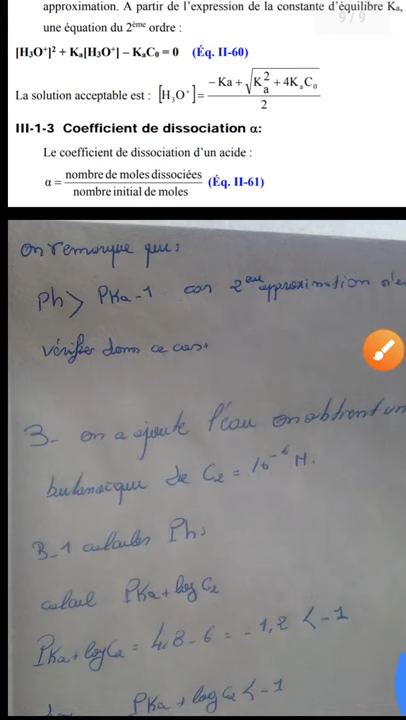 approximation. A partir de l'expression de la constante d'équilibre Ka,
9/9
une équation du 2ème ordre :
[H3O+]² + Ka[H3O+] – KaC0 = 0 (Éq. II-60)
La solution acceptable est : [H3O+] = (– Ka + √(Ka² + 4KaC0)) / 2
III-1-3 Coefficient de dissociation α:
Le coefficient de dissociation d'un acide :
α = nombre de moles dissociées / nombre initial de moles (Éq. II-61)
on remarque que:
Ph > PKa-1 car 2eme approximation n'e
vérifier dans ce cas.
3- on a ajoute l'eau on obtient un
de C2 = 10^-6 M.
3-1 calculer Ph:
calcul PKa + log C2
PKa + log C2 = 4,8 - 6 = -1,2 < -1
PKa + log C2 < -1